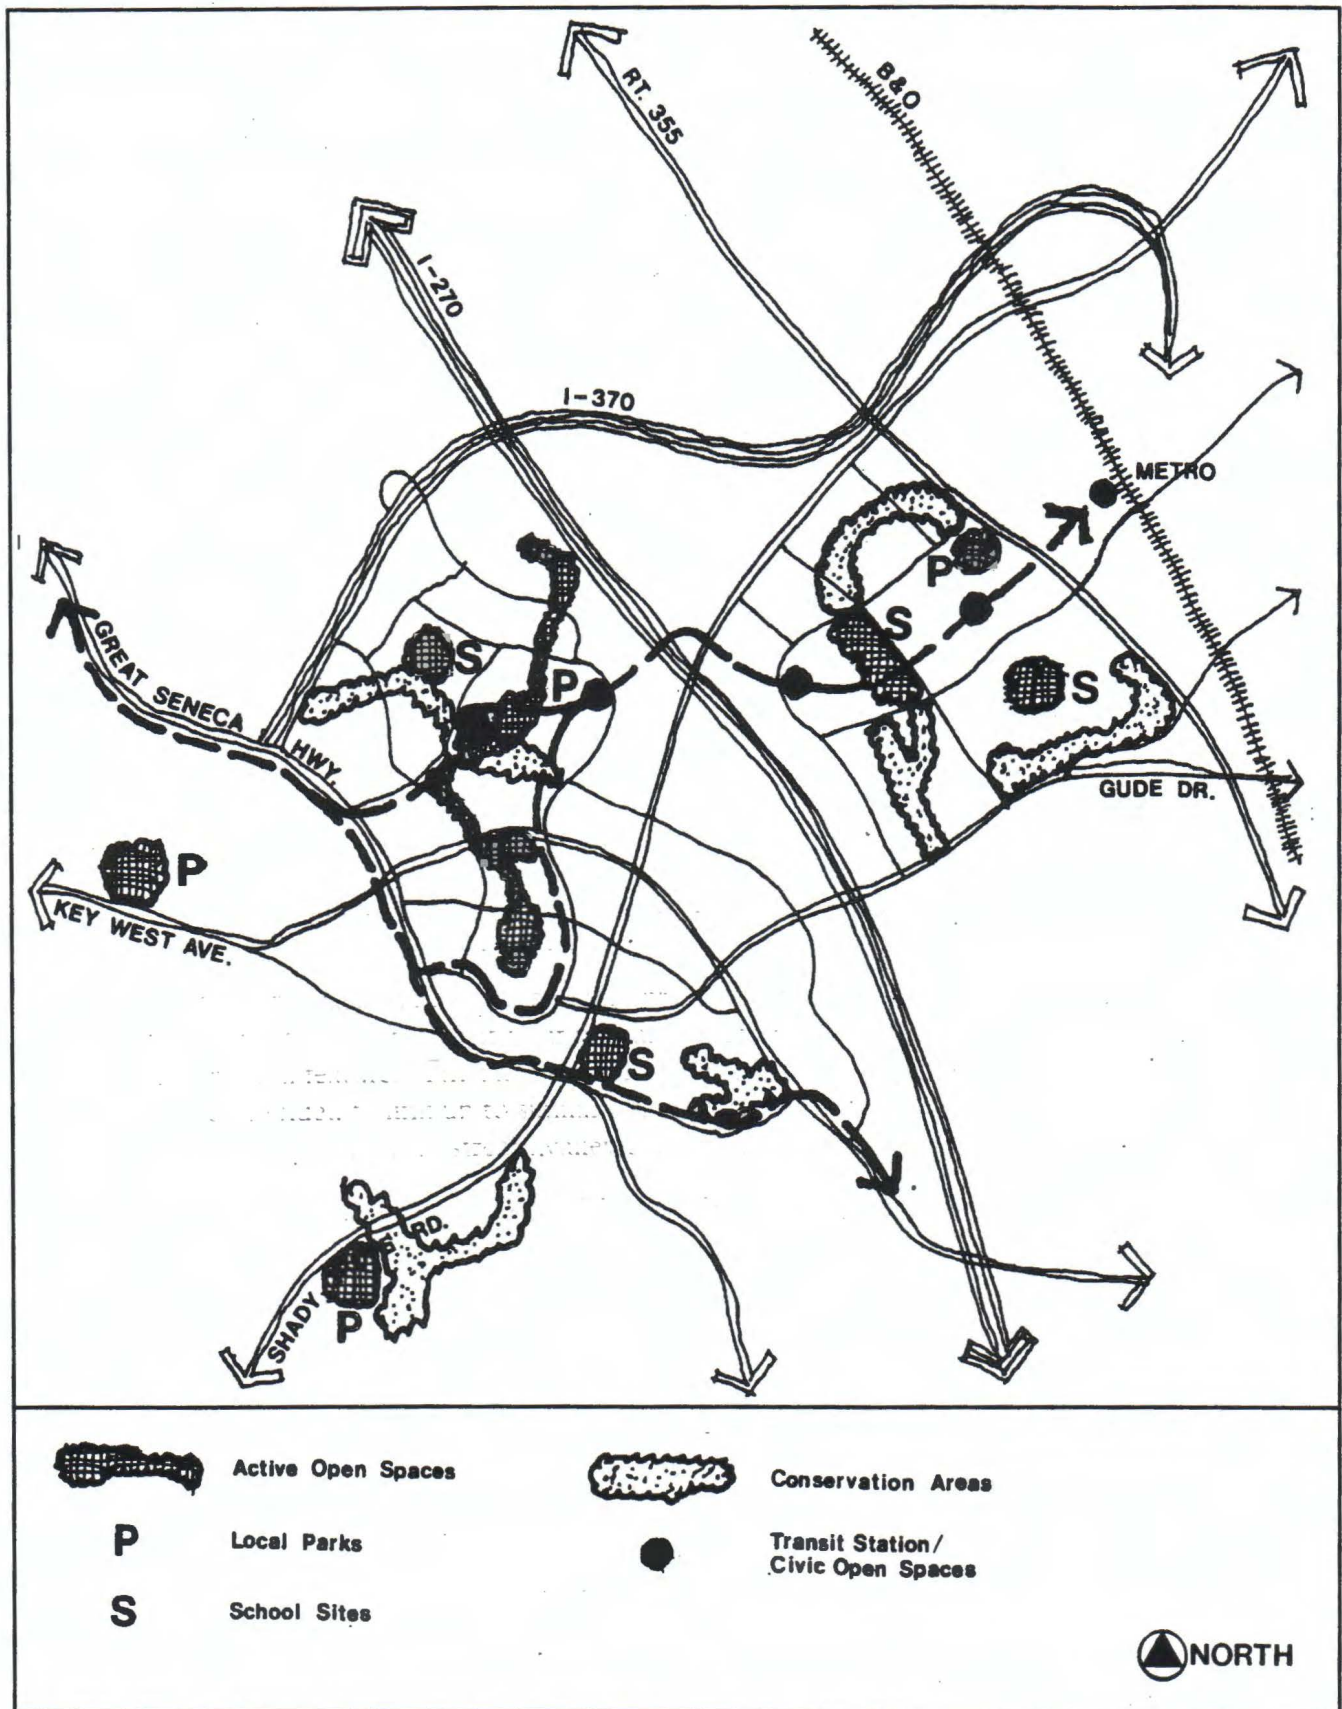 B&O
RT. 355
I-270
I-370
METRO
GREAT SENECA
HWY.
P
S
S
P
S
P
GUDE DR.
P
KEY WEST AVE.
S
SHADY
RD.
P
Active Open Spaces
Conservation Areas
P
Local Parks
Transit Station/
Civic Open Spaces
S
School Sites
NORTH